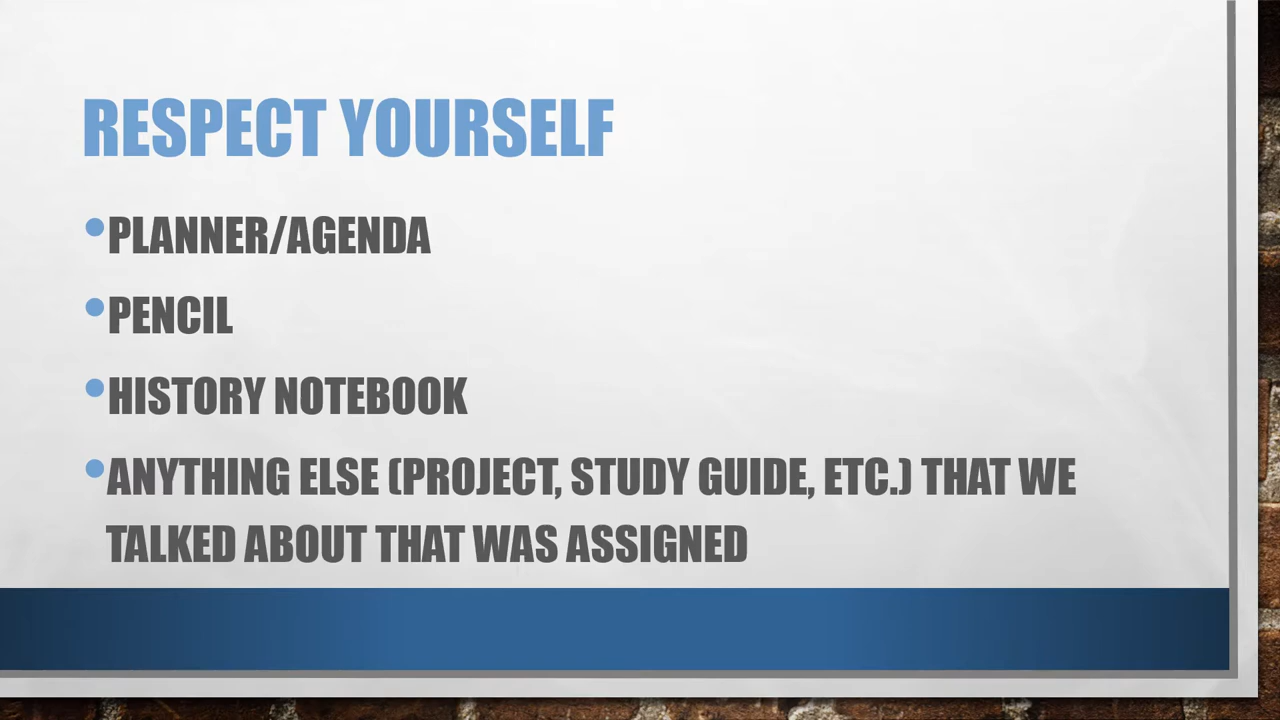 RESPECT YOURSELF
•PLANNER/AGENDA
•PENCIL
•HISTORY NOTEBOOK
•ANYTHING ELSE (PROJECT, STUDY GUIDE, ETC.) THAT WE
TALKED ABOUT THAT WAS ASSIGNED